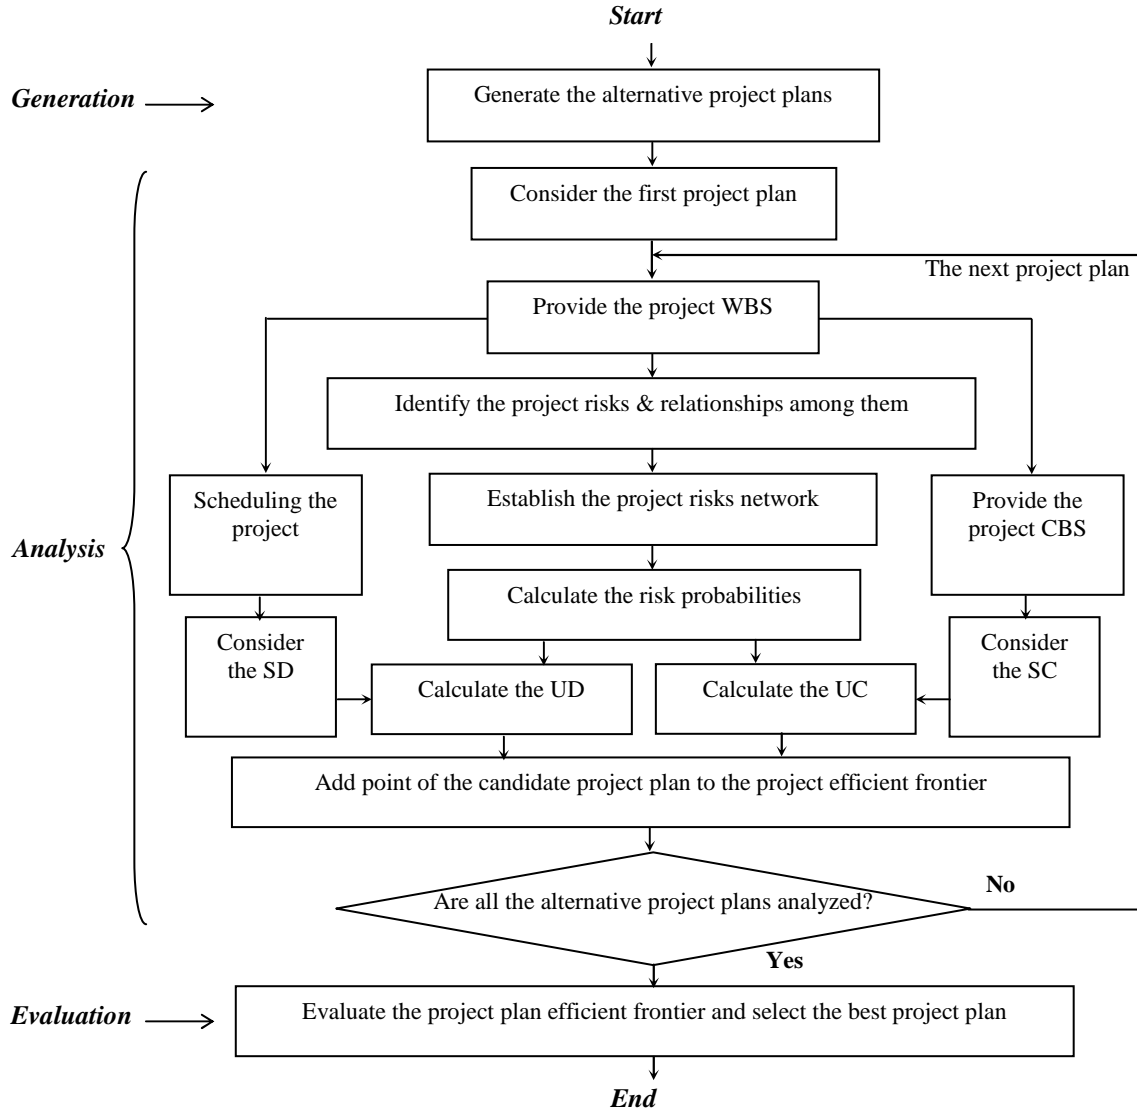 Start
Generation
Generate the alternative project plans
Consider the first project plan
The next project plan
Provide the project WBS
Identify the project risks & relationships among them
Scheduling the
project
Establish the project risks network
Provide the
project CBS
Analysis
Calculate the risk probabilities
Consider
the SD
Calculate the UD
Calculate the UC
Consider
the SC
Add point of the candidate project plan to the project efficient frontier
Are all the alternative project plans analyzed?
No
Yes
Evaluation
Evaluate the project plan efficient frontier and select the best project plan
End